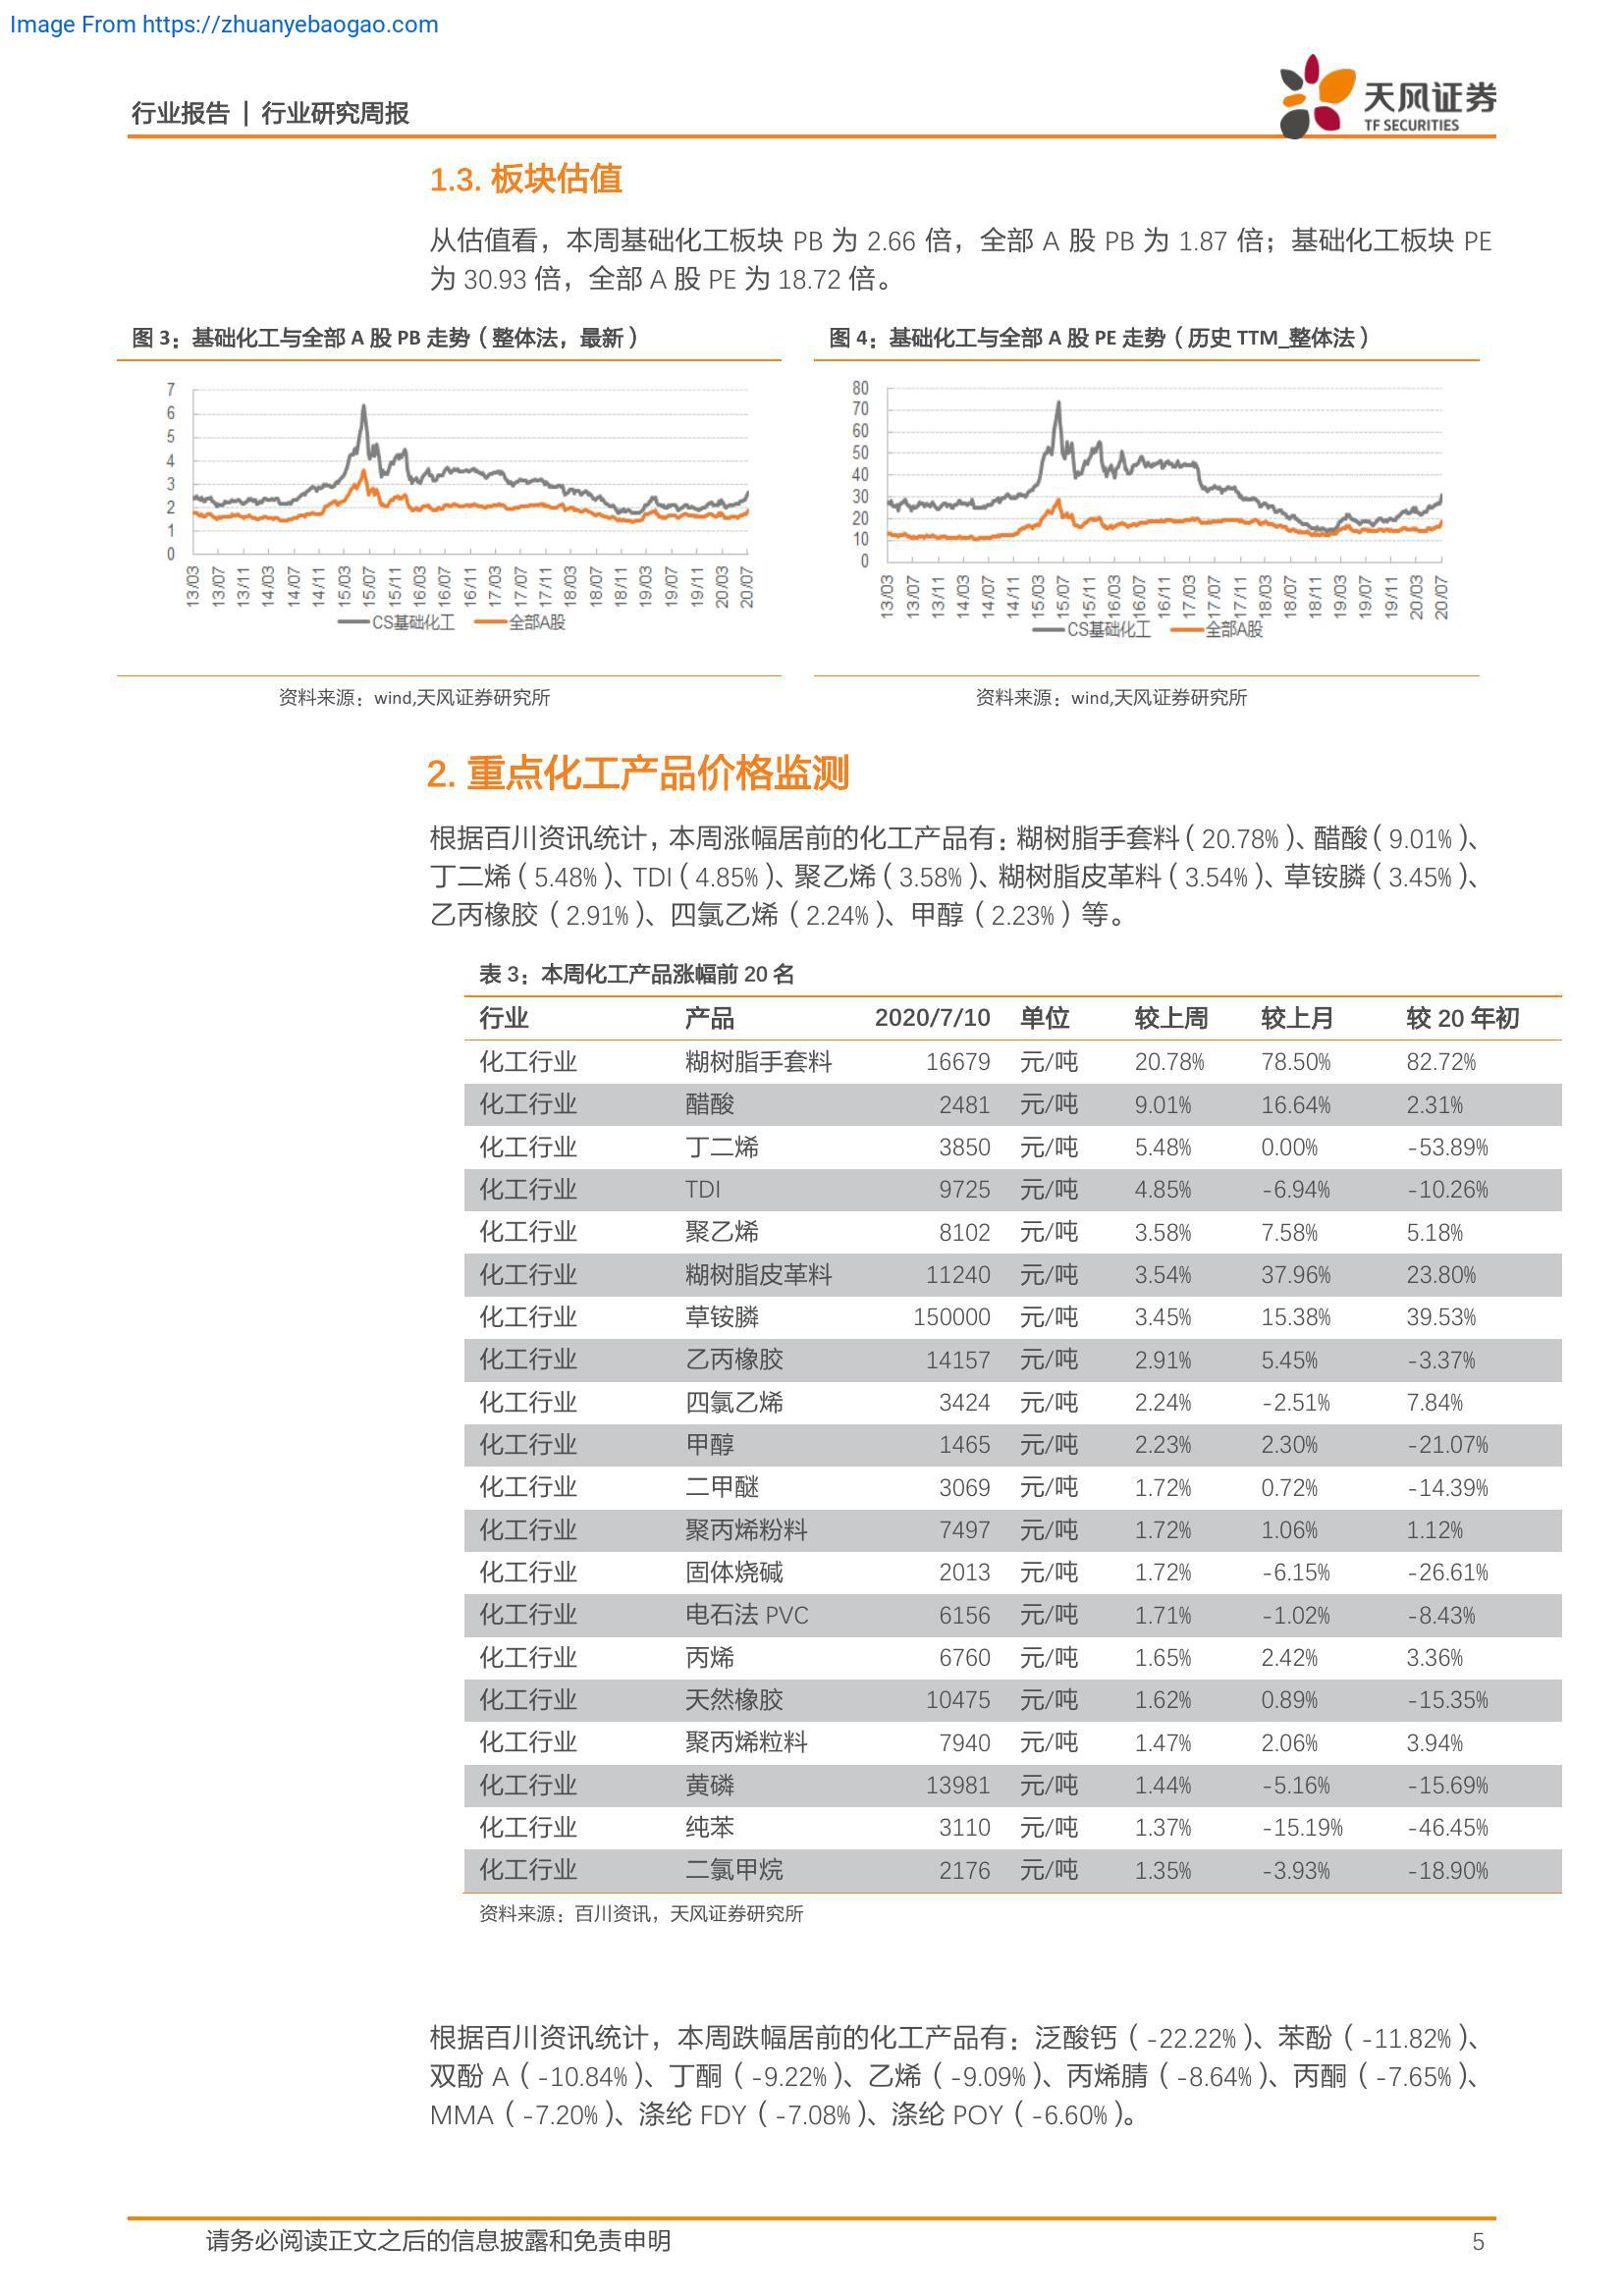 Image From https://zhuanyebaogao.com
行业报告 | 行业研究周报
天风证券
TF SECURITIES
1.3. 板块估值
从估值看，本周基础化工板块 PB 为 2.66 倍，全部 A 股 PB 为 1.87 倍；基础化工板块 PE
为 30.93 倍，全部 A 股 PE 为 18.72 倍。
图 3：基础化工与全部 A 股 PB 走势（整体法，最新）
7
6
5
4
3
2
1
0
13/03 13/07 13/11 14/03 14/07 14/11 15/03 15/07 15/11 16/03 16/07 16/11 17/03 17/07 17/11 18/03 18/07 18/11 19/03 19/07 19/11 20/03 20/07
CS基础化工 全部A股
资料来源：wind,天风证券研究所
图 4：基础化工与全部 A 股 PE 走势（历史 TTM_整体法）
80
70
60
50
40
30
20
10
0
13/03 13/07 13/11 14/03 14/07 14/11 15/03 15/07 15/11 16/03 16/07 16/11 17/03 17/07 17/11 18/03 18/07 18/11 19/03 19/07 19/11 20/03 20/07
CS基础化工 全部A股
资料来源：wind,天风证券研究所
2. 重点化工产品价格监测
根据百川资讯统计，本周涨幅居前的化工产品有：糊树脂手套料（20.78%）、醋酸（9.01%）、
丁二烯（5.48%）、TDI（4.85%）、聚乙烯（3.58%）、糊树脂皮革料（3.54%）、草铵膦（3.45%）、
乙丙橡胶（2.91%）、四氯乙烯（2.24%）、甲醇（2.23%）等。
表 3：本周化工产品涨幅前 20 名
行业 产品 2020/7/10 单位 较上周 较上月 较 20 年初
化工行业 糊树脂手套料 16679 元/吨 20.78% 78.50% 82.72%
化工行业 醋酸 2481 元/吨 9.01% 16.64% 2.31%
化工行业 丁二烯 3850 元/吨 5.48% 0.00% -53.89%
化工行业 TDI 9725 元/吨 4.85% -6.94% -10.26%
化工行业 聚乙烯 8102 元/吨 3.58% 7.58% 5.18%
化工行业 糊树脂皮革料 11240 元/吨 3.54% 37.96% 23.80%
化工行业 草铵膦 150000 元/吨 3.45% 15.38% 39.53%
化工行业 乙丙橡胶 14157 元/吨 2.91% 5.45% -3.37%
化工行业 四氯乙烯 3424 元/吨 2.24% -2.51% 7.84%
化工行业 甲醇 1465 元/吨 2.23% 2.30% -21.07%
化工行业 二甲醚 3069 元/吨 1.72% 0.72% -14.39%
化工行业 聚丙烯粉料 7497 元/吨 1.72% 1.06% 1.12%
化工行业 固体烧碱 2013 元/吨 1.72% -6.15% -26.61%
化工行业 电石法 PVC 6156 元/吨 1.71% -1.02% -8.43%
化工行业 丙烯 6760 元/吨 1.65% 2.42% 3.36%
化工行业 天然橡胶 10475 元/吨 1.62% 0.89% -15.35%
化工行业 聚丙烯粒料 7940 元/吨 1.47% 2.06% 3.94%
化工行业 黄磷 13981 元/吨 1.44% -5.16% -15.69%
化工行业 纯苯 3110 元/吨 1.37% -15.19% -46.45%
化工行业 二氯甲烷 2176 元/吨 1.35% -3.93% -18.90%
资料来源：百川资讯，天风证券研究所
根据百川资讯统计，本周跌幅居前的化工产品有：泛酸钙（-22.22%）、苯酚（-11.82%）、
双酚 A（-10.84%）、丁酮（-9.22%）、乙烯（-9.09%）、丙烯腈（-8.64%）、丙酮（-7.65%）、
MMA（-7.20%）、涤纶 FDY（-7.08%）、涤纶 POY（-6.60%）。
请务必阅读正文之后的信息披露和免责申明 5